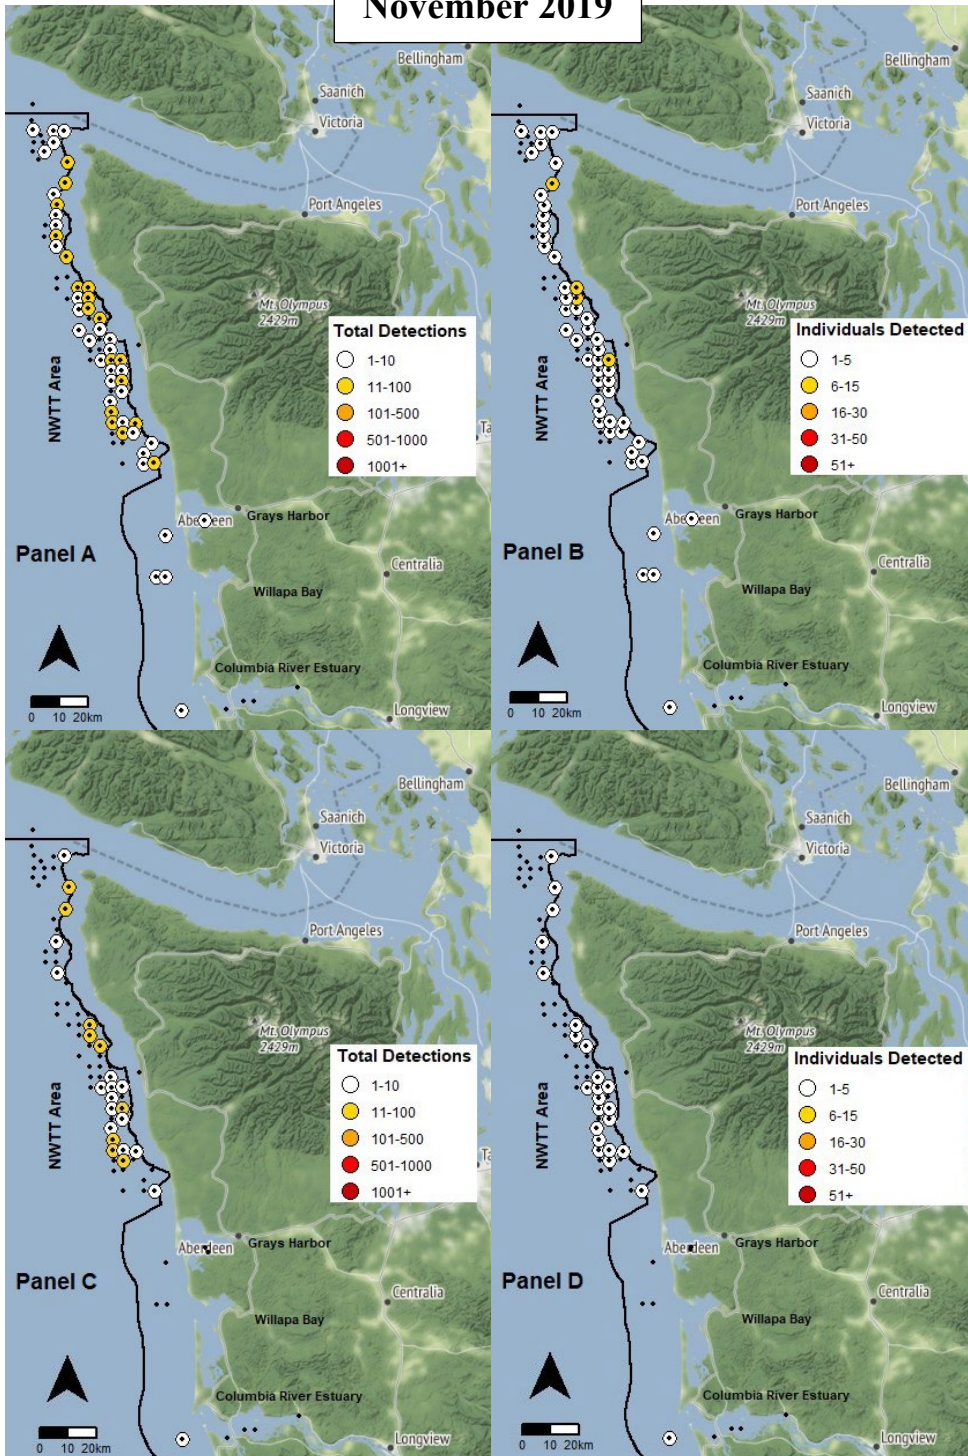 November 2019
Bellingham
Saanich
Victoria
Port Angeles
Mt. Olympus
2429m
Total Detections
1-10
11-100
101-500
501-1000
1001+
NWTT Area
Ta
Aberdeen
Grays Harbor
Panel A
Centralia
Willapa Bay
Columbia River Estuary
0 10 20km
Longview
Bellingham
Saanich
Victoria
Port Angeles
Mt. Olympus
2429m
Individuals Detected
1-5
6-15
16-30
31-50
51+
NWTT Area
Aberdeen
Grays Harbor
Panel B
Centralia
Willapa Bay
Columbia River Estuary
0 10 20km
Longview
Bellingham
Saanich
Victoria
Port Angeles
Mt. Olympus
2429m
Total Detections
1-10
11-100
101-500
501-1000
1001+
NWTT Area
Ta
Aberdeen
Grays Harbor
Panel C
Centralia
Willapa Bay
Columbia River Estuary
0 10 20km
Longview
Bellingham
Saanich
Victoria
Port Angeles
Mt. Olympus
2429m
Individuals Detected
1-5
6-15
16-30
31-50
51+
NWTT Area
Aberdeen
Grays Harbor
Panel D
Centralia
Willapa Bay
Columbia River Estuary
0 10 20km
Longview